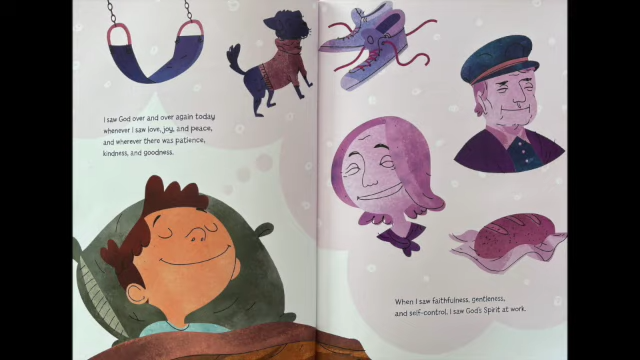 I saw God over and over again today
whenever I saw love, joy, and peace,
and wherever there was patience,
kindness, and goodness.
When I saw faithfulness, gentleness,
and self-control, I saw God's Spirit at work.